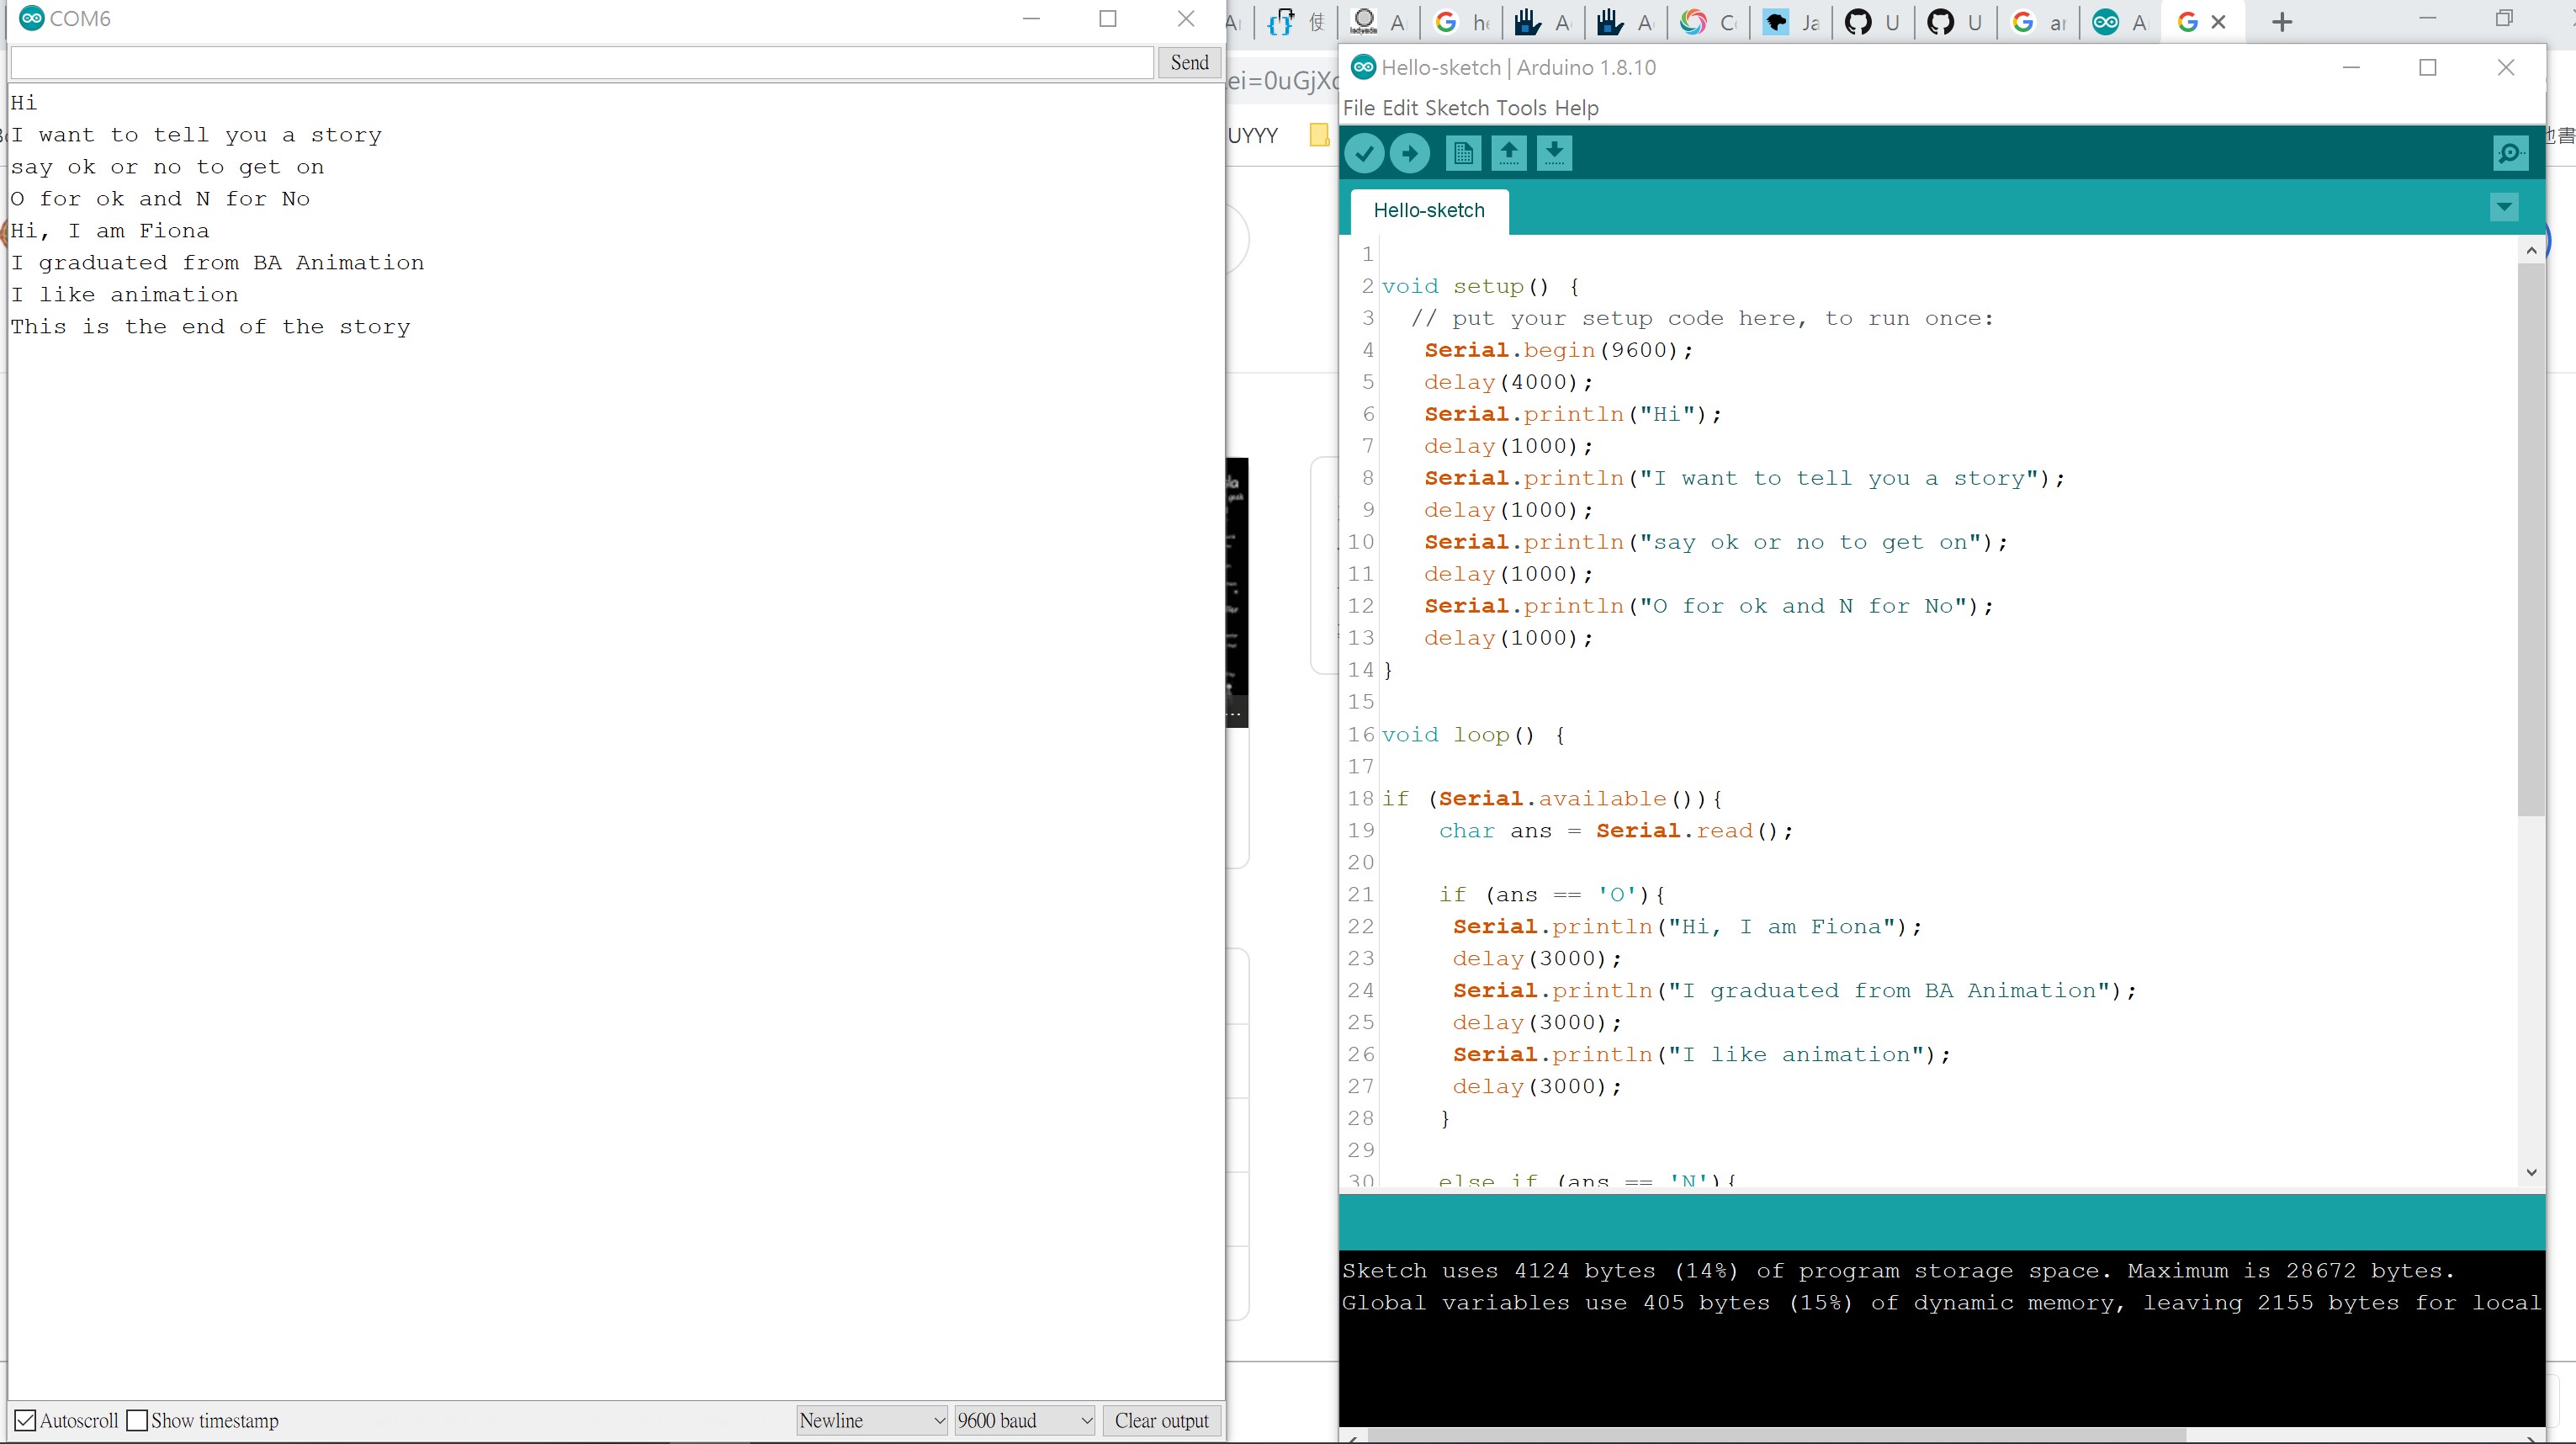 COM6
Send
Hi
I want to tell you a story
say ok or no to get on
O for ok and N for No
Hi, I am Fiona
I graduated from BA Animation
I like animation
This is the end of the story
Autoscroll Show timestamp Newline 9600 baud Clear output
UYYY
Hello-sketch | Arduino 1.8.10
File Edit Sketch Tools Help
Hello-sketch
1
2 void setup() {
3 // put your setup code here, to run once:
4 Serial.begin(9600);
5 delay(4000);
6 Serial.println("Hi");
7 delay(1000);
8 Serial.println("I want to tell you a story");
9 delay(1000);
10 Serial.println("say ok or no to get on");
11 delay(1000);
12 Serial.println("O for ok and N for No");
13 delay(1000);
14 }
15
16 void loop() {
17
18 if (Serial.available()){
19 char ans = Serial.read();
20
21 if (ans == 'O'){
22 Serial.println("Hi, I am Fiona");
23 delay(3000);
24 Serial.println("I graduated from BA Animation");
25 delay(3000);
26 Serial.println("I like animation");
27 delay(3000);
28 }
29
30 else if (ans == 'N'){
Sketch uses 4124 bytes (14%) of program storage space. Maximum is 28672 bytes.
Global variables use 405 bytes (15%) of dynamic memory, leaving 2155 bytes for local